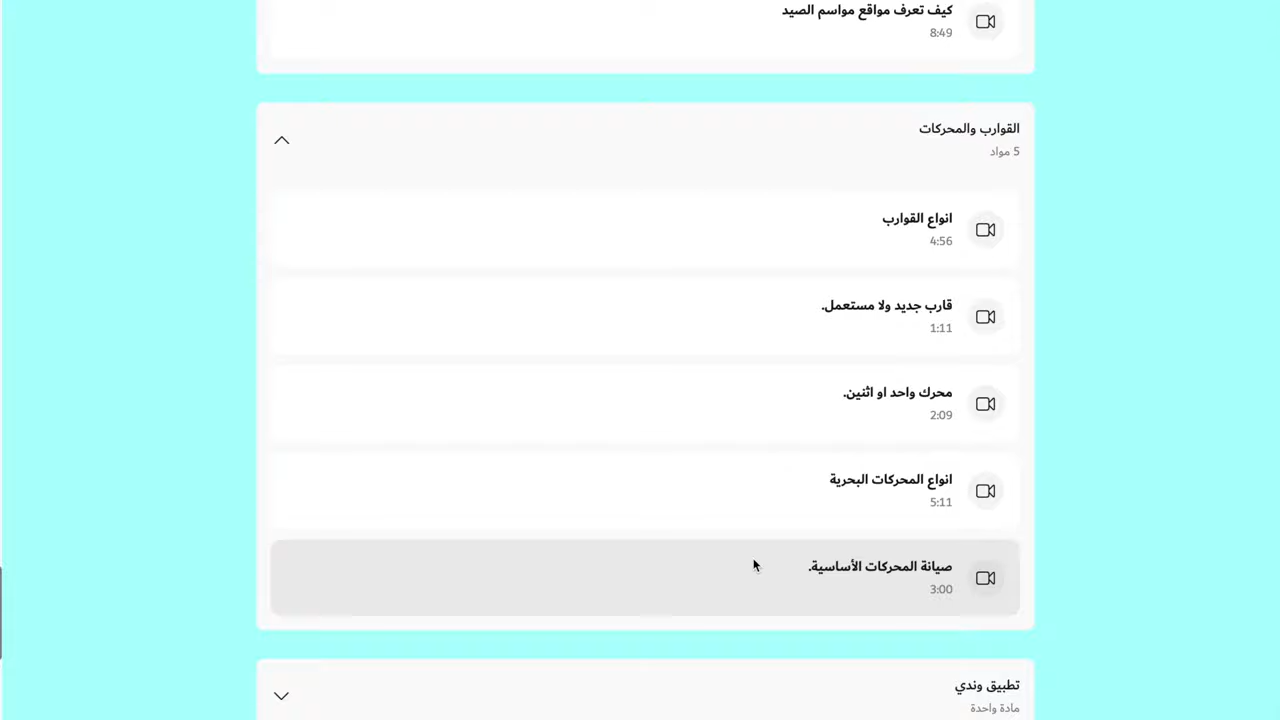 كيف تعرف مواقع مواسم الصيد
8:49
القوارب والمحركات
5 مواد
انواع القوارب
4:56
قارب جديد ولا مستعمل.
1:11
محرك واحد او اثنين.
2:09
انواع المحركات البحرية
5:11
صيانة المحركات الأساسية.
3:00
تطبيق وندي
مادة واحدة